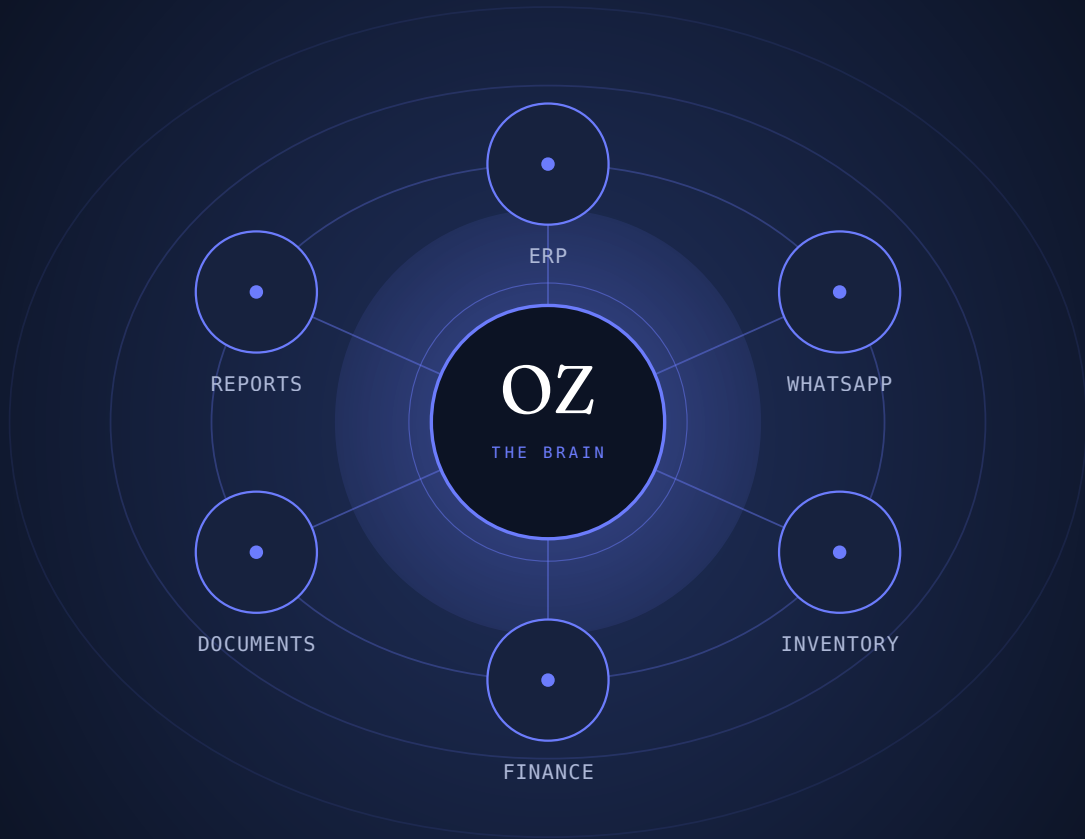 ERP
REPORTS
WHATSAPP
OZ
THE BRAIN
DOCUMENTS
INVENTORY
FINANCE